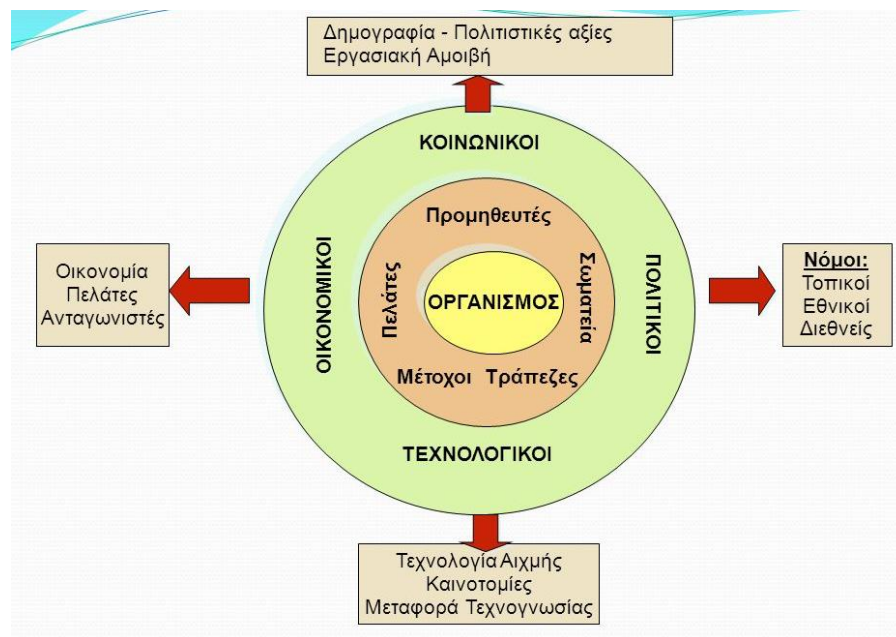 Δημογραφία - Πολιτιστικές αξίες
Εργασιακή Αμοιβή
ΚΟΙΝΩΝΙΚΟΙ
Προμηθευτές
ΟΙΚΟΝΟΜΙΚΟΙ
Πελάτες
ΟΡΓΑΝΙΣΜΟΣ
Σωματεία
ΠΟΛΙΤΙΚΟΙ
Οικονομία
Πελάτες
Ανταγωνιστές
Νόμοι:
Τοπικοί
Εθνικοί
Διεθνείς
Μέτοχοι Τράπεζες
ΤΕΧΝΟΛΟΓΙΚΟΙ
Τεχνολογία Αιχμής
Καινοτομίες
Μεταφορά Τεχνογνωσίας